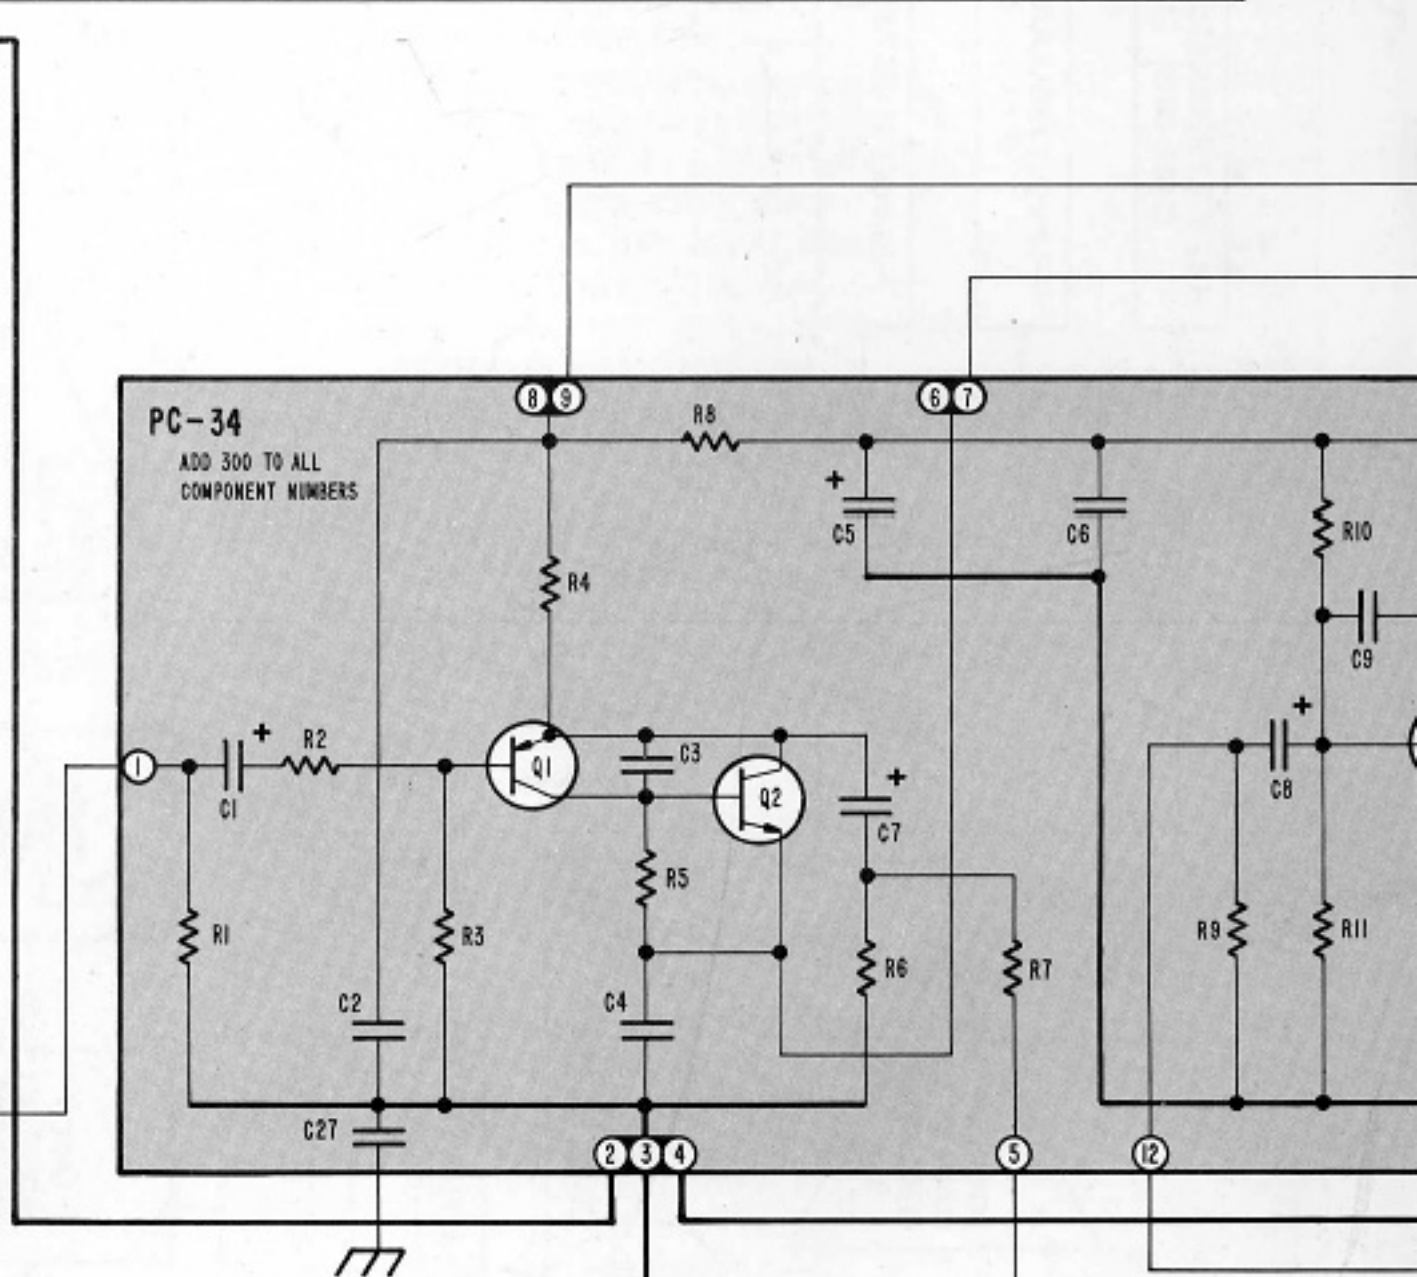 8 9
6 7
PC-34
R8
ADD 300 TO ALL
COMPONENT NUMBERS
+
C5
C6
R10
R4
C9
+
+
R2
C3
1
Q1
+
C1
Q2
C8
C7
R5
R1
R3
R9
R11
R6
R7
C2
C4
C27
2 3 4
5
12